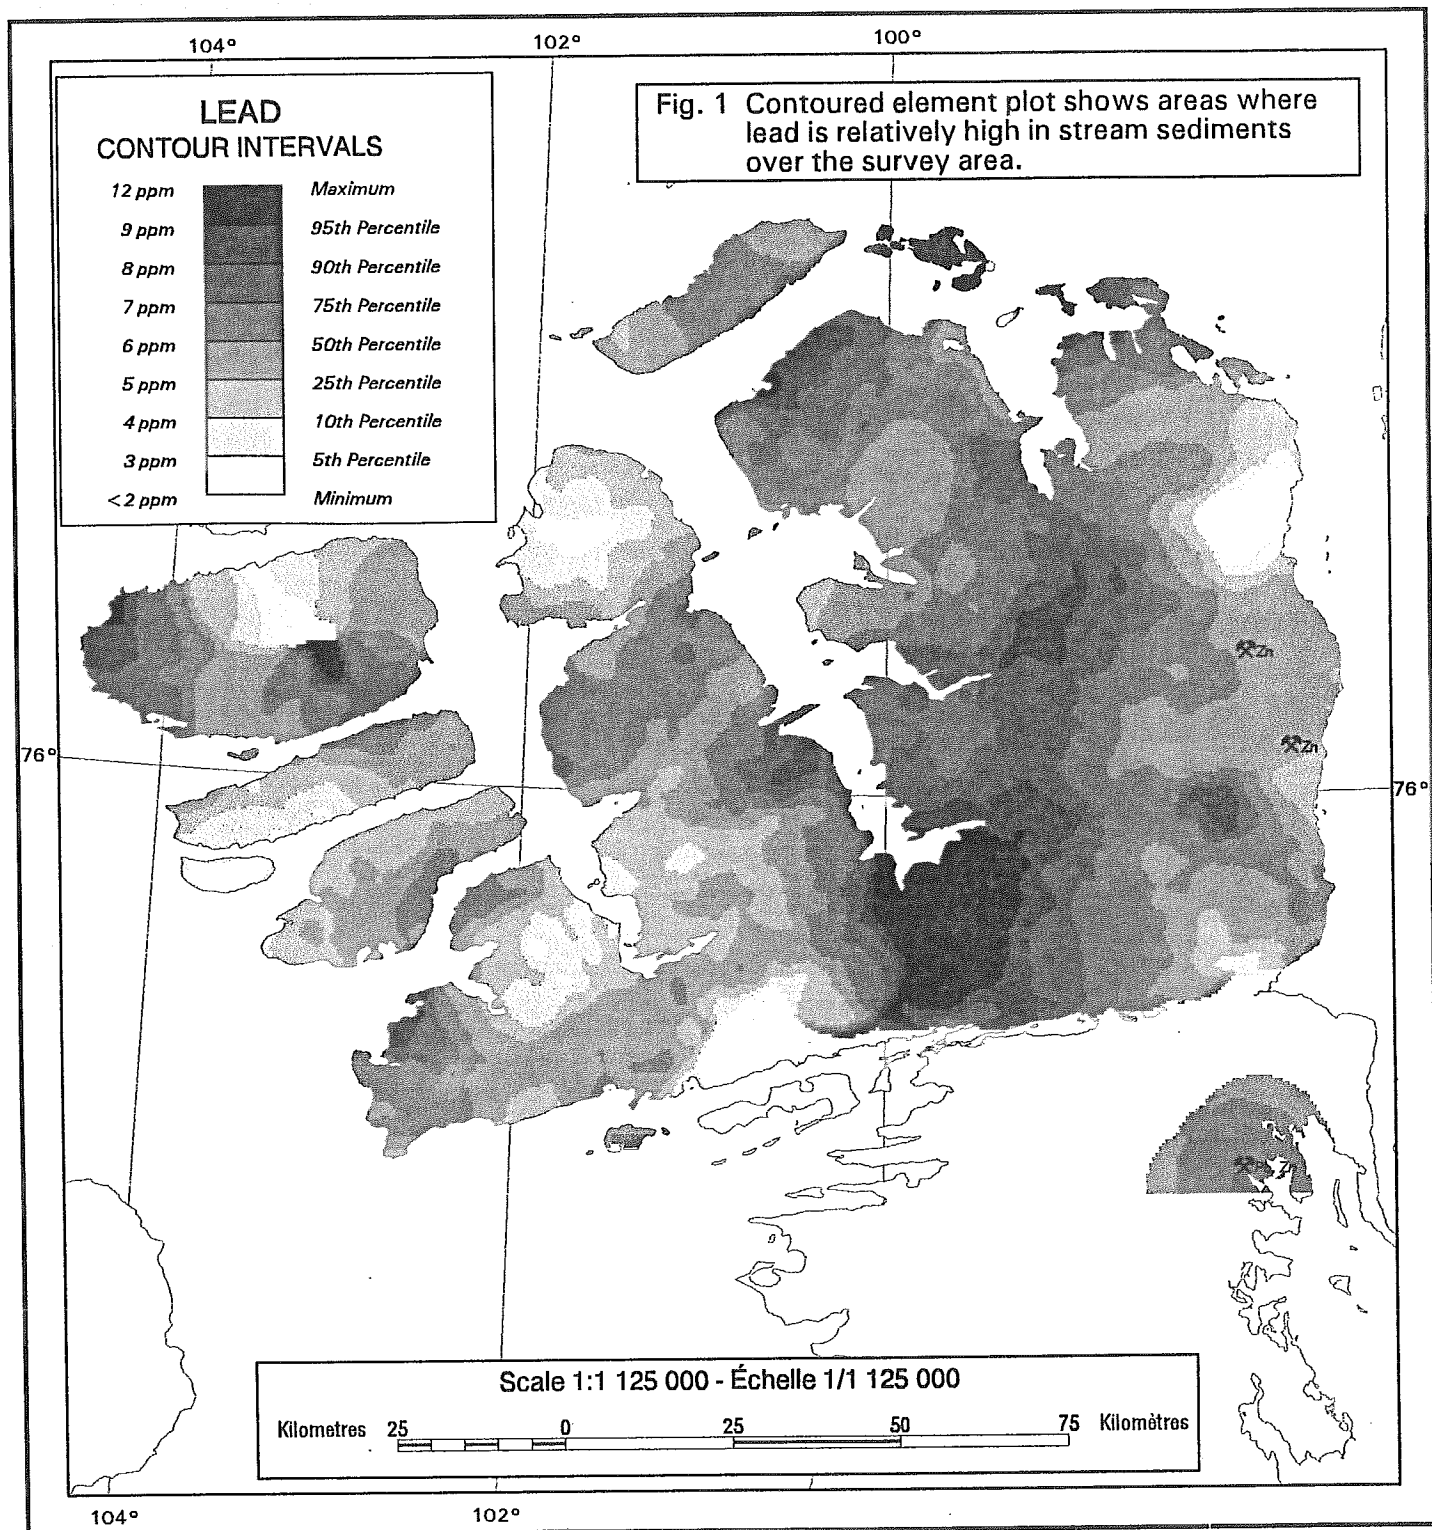 104°
102°
100°
LEAD
CONTOUR INTERVALS
12 ppm Maximum
9 ppm 95th Percentile
8 ppm 90th Percentile
7 ppm 75th Percentile
6 ppm 50th Percentile
5 ppm 25th Percentile
4 ppm 10th Percentile
3 ppm 5th Percentile
<2 ppm Minimum
Fig. 1 Contoured element plot shows areas where
lead is relatively high in stream sediments
over the survey area.
Zn
Zn
76°
76°
Zn
Scale 1:1 125 000 - Échelle 1/1 125 000
Kilometres 25 0 25 50 75 Kilomètres
104°
102°